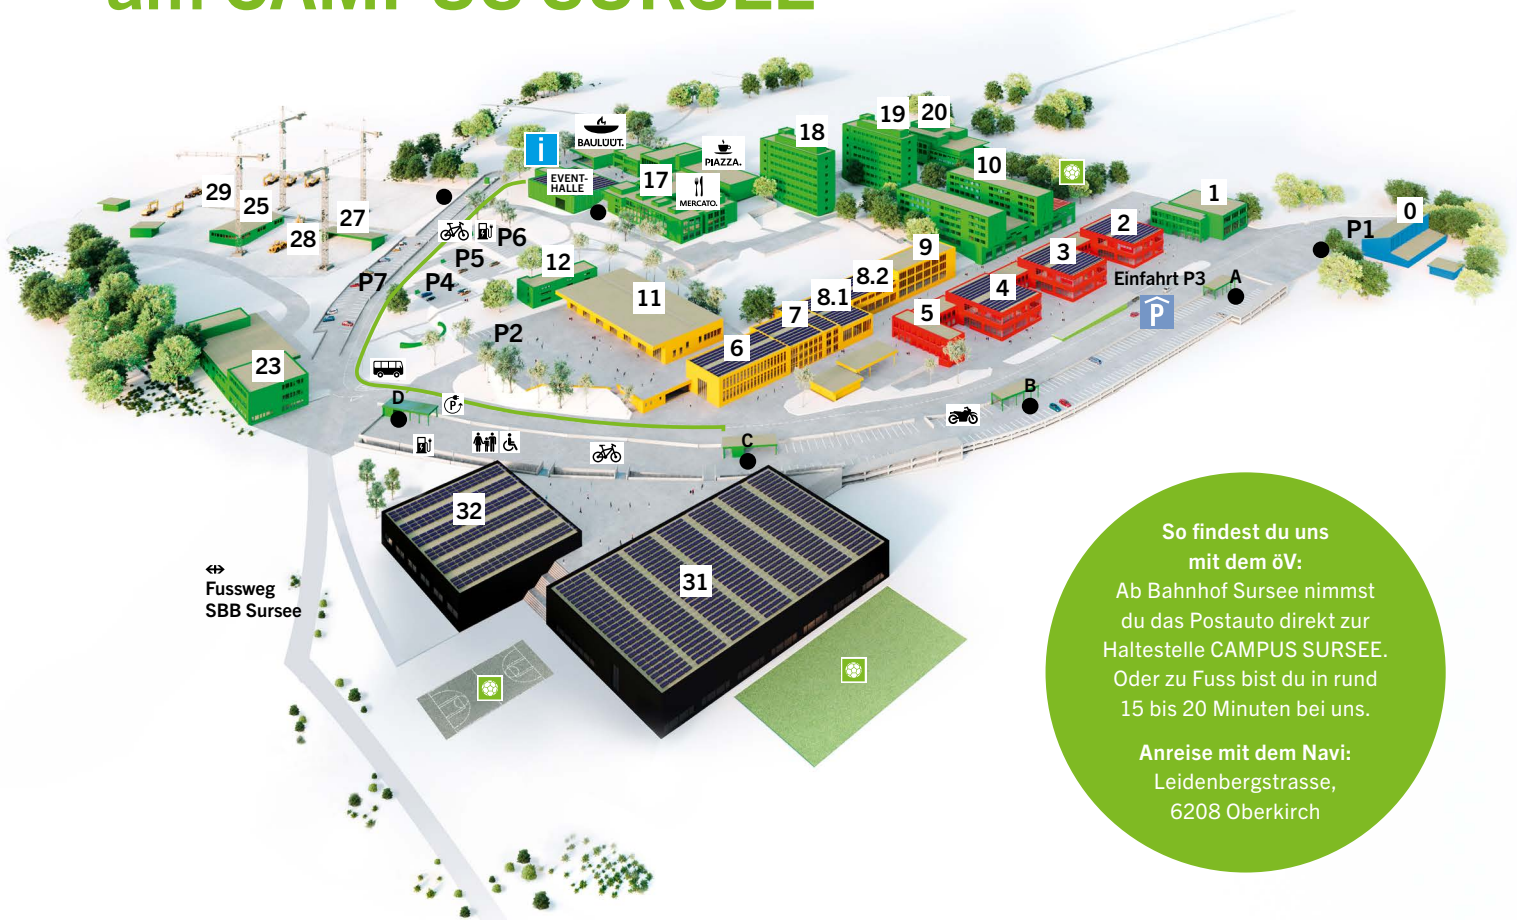 am CAMPUS SURSEE
BAULÜÜT.
PIAZZA.
EVENT-
HALLE
MERCATO.
i
17
18
19
20
10
1
0
P1
2
3
4
5
Einfahrt P3
P
A
B
C
D
P
29
25
28
27
P7
P4
P5
P6
P2
12
11
9
8.2
8.1
7
6
23
32
31
Fussweg
SBB Sursee
So findest du uns
mit dem öV:
Ab Bahnhof Sursee nimmst
du das Postauto direkt zur
Haltestelle CAMPUS SURSEE.
Oder zu Fuss bist du in rund
15 bis 20 Minuten bei uns.
Anreise mit dem Navi:
Leidenbergstrasse,
6208 Oberkirch